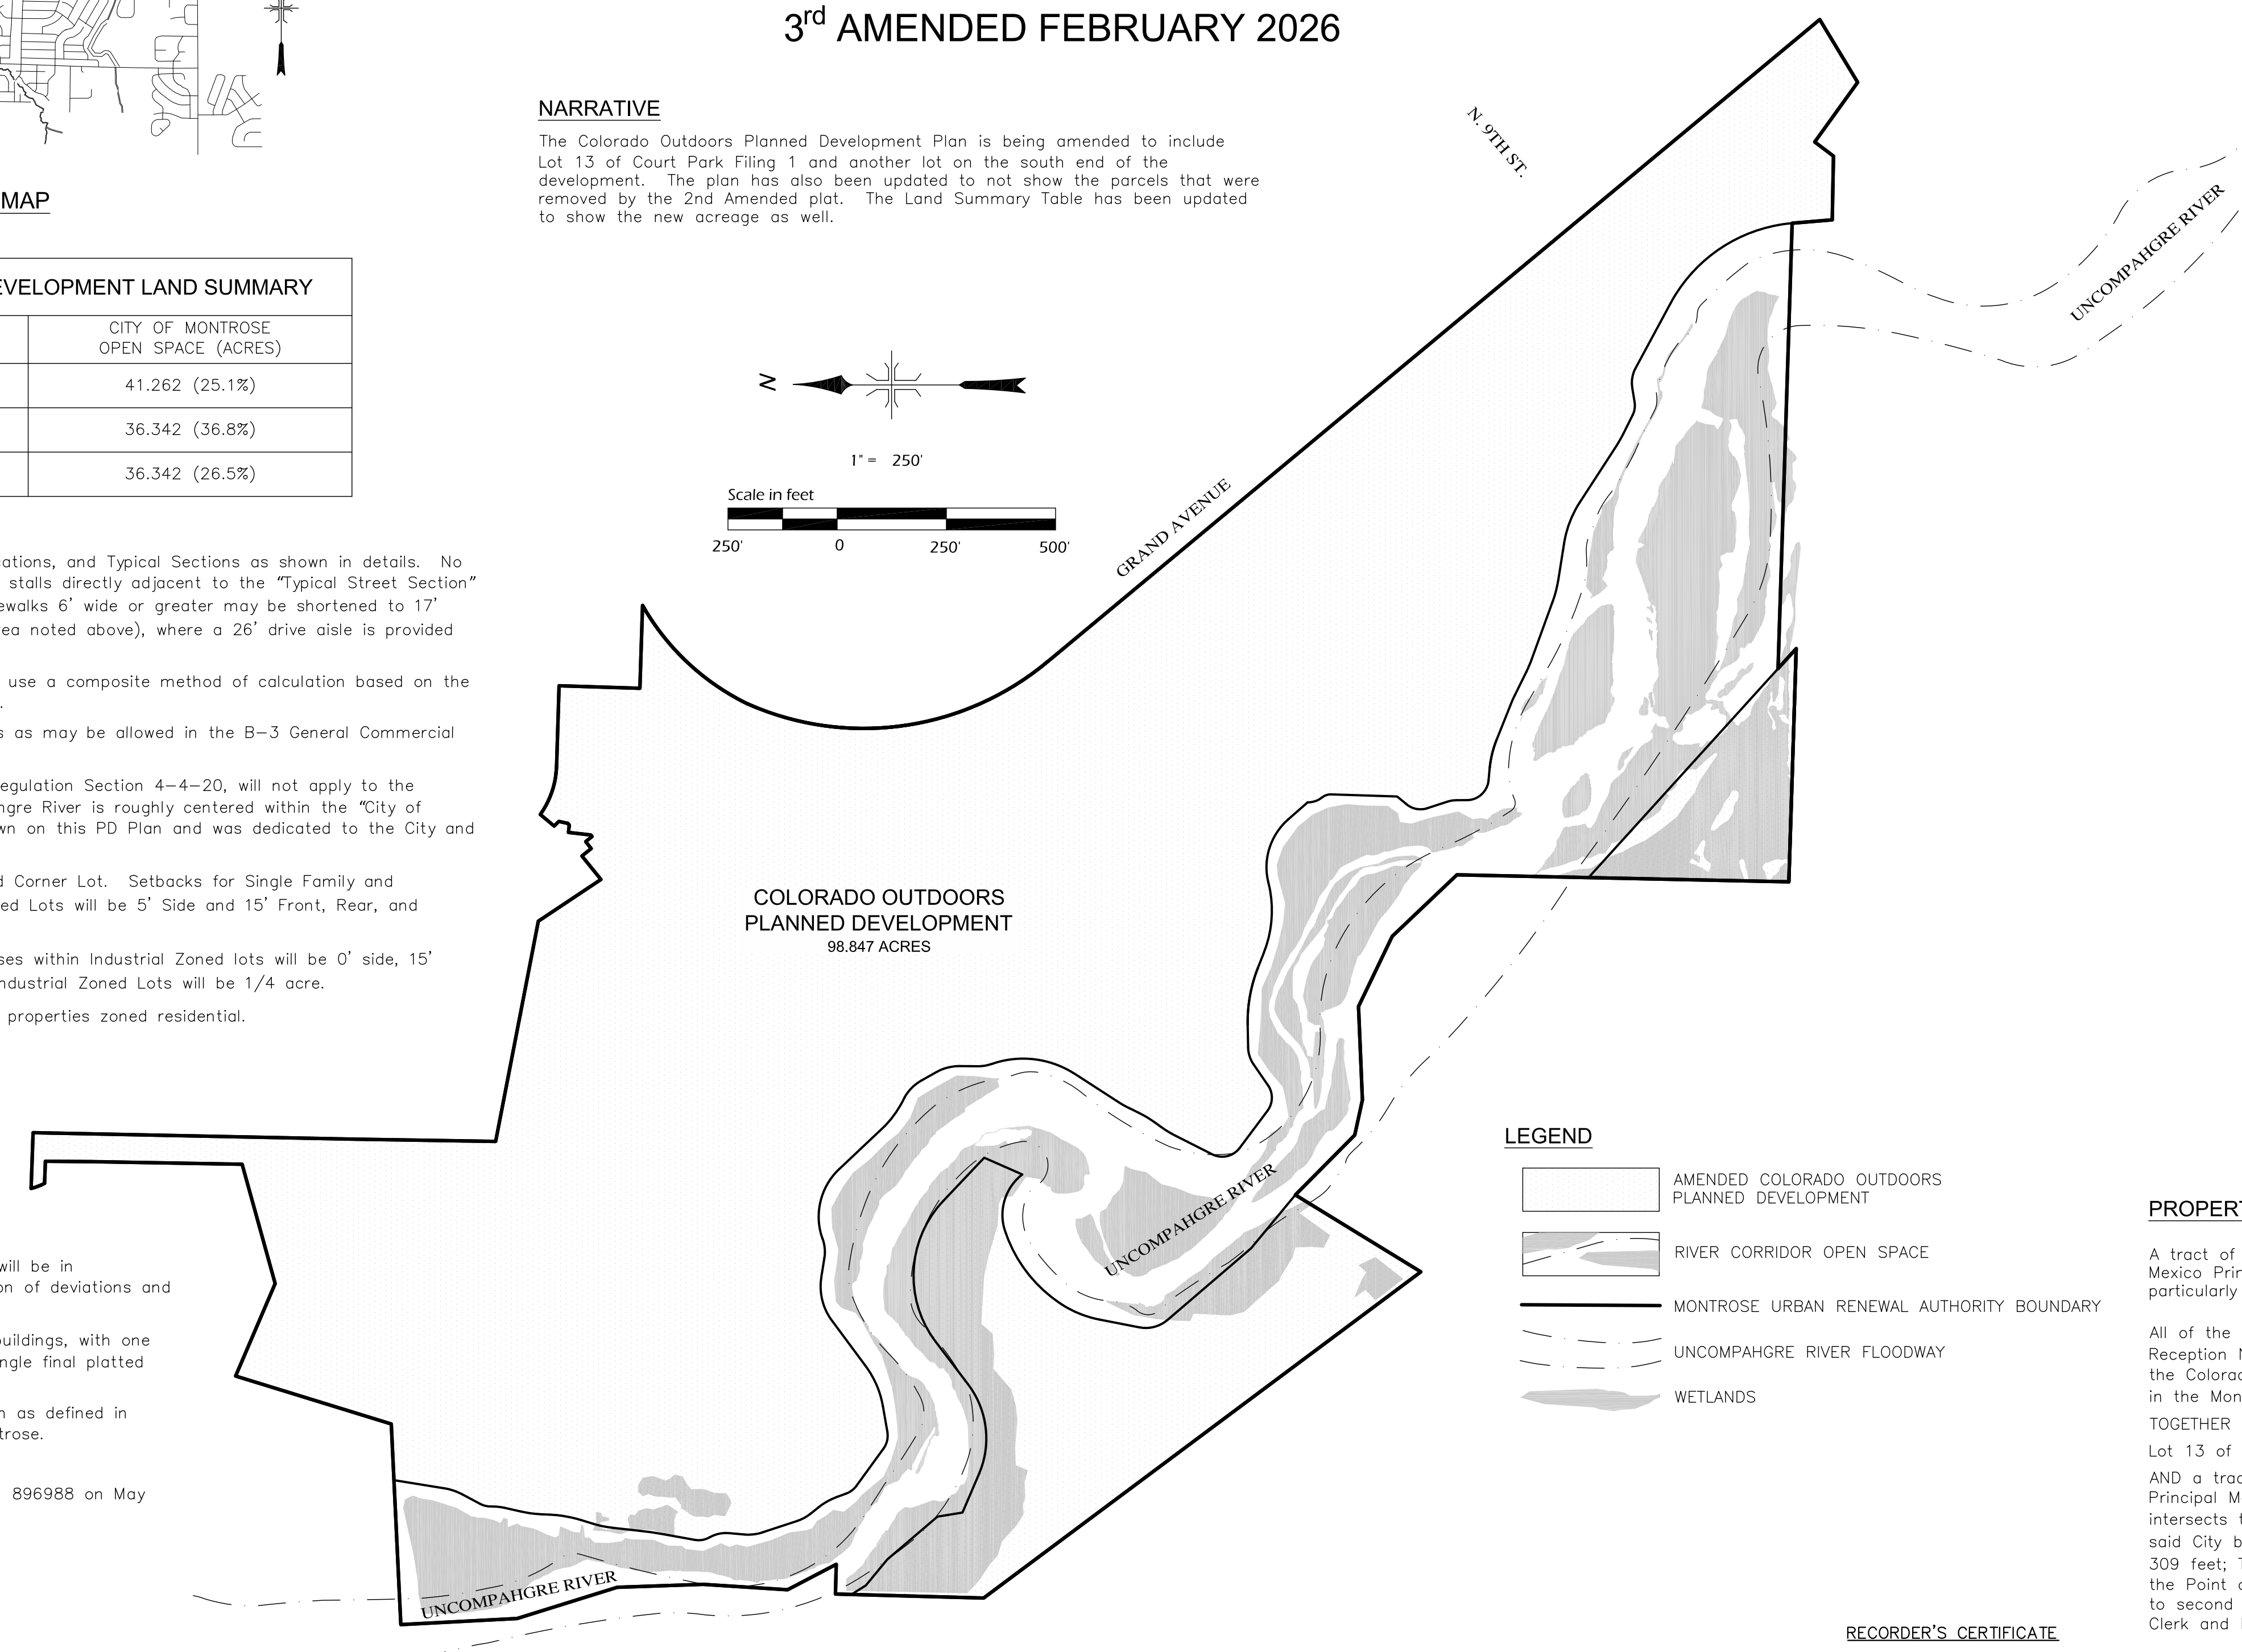 3rd AMENDED FEBRUARY 2026
NARRATIVE
The Colorado Outdoors Planned Development Plan is being amended to include
Lot 13 of Court Park Filing 1 and another lot on the south end of the
development. The plan has also been updated to not show the parcels that were
removed by the 2nd Amended plat. The Land Summary Table has been updated
to show the new acreage as well.
MAP
EVELOPMENT LAND SUMMARY
CITY OF MONTROSE
OPEN SPACE (ACRES)
41.262 (25.1%)
36.342 (36.8%)
36.342 (26.5%)
N
1" = 250'
Scale in feet
250' 0 250' 500'
N. 9TH ST.
UNCOMPAHGRE RIVER
GRAND AVENUE
cations, and Typical Sections as shown in details. No
stalls directly adjacent to the “Typical Street Section”
ewalks 6' wide or greater may be shortened to 17'
rea noted above), where a 26' drive aisle is provided
use a composite method of calculation based on the
s as may be allowed in the B-3 General Commercial
egulation Section 4-4-20, will not apply to the
ngre River is roughly centered within the “City of
wn on this PD Plan and was dedicated to the City and
d Corner Lot. Setbacks for Single Family and
ed Lots will be 5' Side and 15' Front, Rear, and
ses within Industrial Zoned lots will be 0' side, 15'
ndustrial Zoned Lots will be 1/4 acre.
properties zoned residential.
COLORADO OUTDOORS
PLANNED DEVELOPMENT
98.847 ACRES
UNCOMPAHGRE RIVER
UNCOMPAHGRE RIVER
will be in
on of deviations and
buildings, with one
ngle final platted
n as defined in
trose.
896988 on May
LEGEND
AMENDED COLORADO OUTDOORS
PLANNED DEVELOPMENT
RIVER CORRIDOR OPEN SPACE
MONTROSE URBAN RENEWAL AUTHORITY BOUNDARY
UNCOMPAHGRE RIVER FLOODWAY
WETLANDS
PROPERT
A tract of
Mexico Prin
particularly
All of the
Reception N
the Colorad
in the Mon
TOGETHER
Lot 13 of
AND a trac
Principal M
intersects t
said City b
309 feet; T
the Point o
to second
Clerk and
RECORDER'S CERTIFICATE